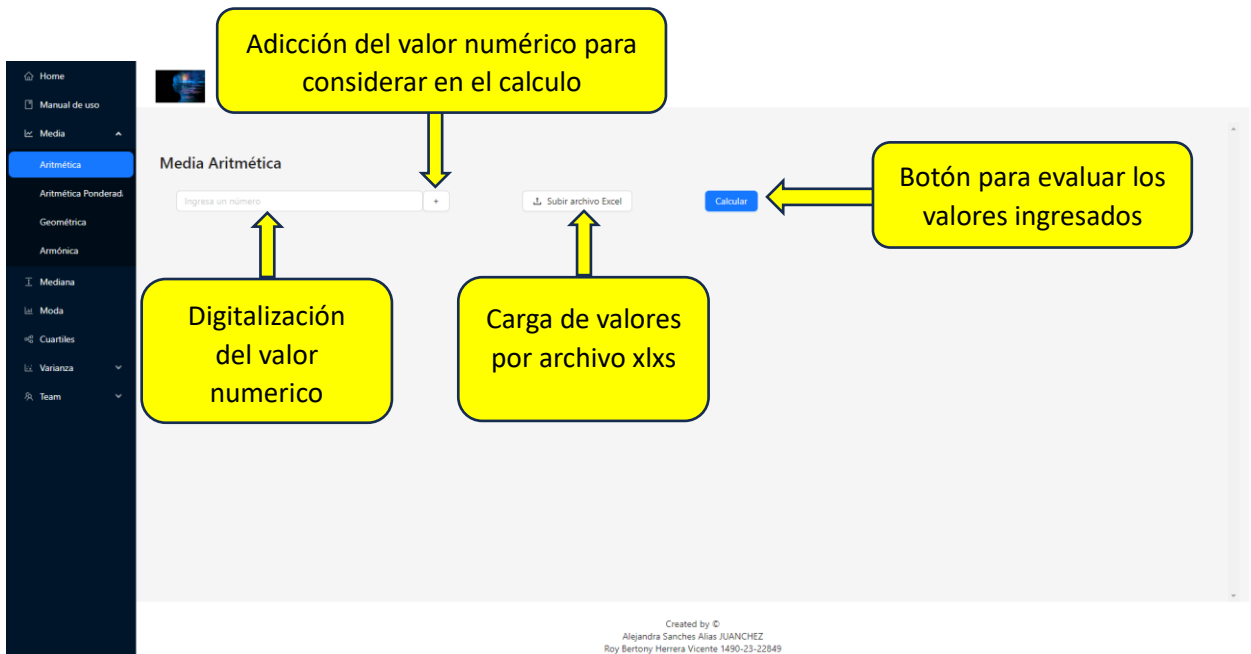 Adicción del valor numérico para
considerar en el calculo
Home
Manual de uso
Media
Aritmética
Aritmética Ponderad
Geométrica
Armónica
Mediana
Moda
Cuartiles
Varianza
Team
Media Aritmética
Ingresa un número
+
Subir archivo Excel
Calcular
Botón para evaluar los
valores ingresados
Digitalización
del valor
numerico
Carga de valores
por archivo xlxs
Created by ©
Alejandra Sanches Alias JUANCHEZ
Roy Bertony Herrera Vicente 1490-23-22849